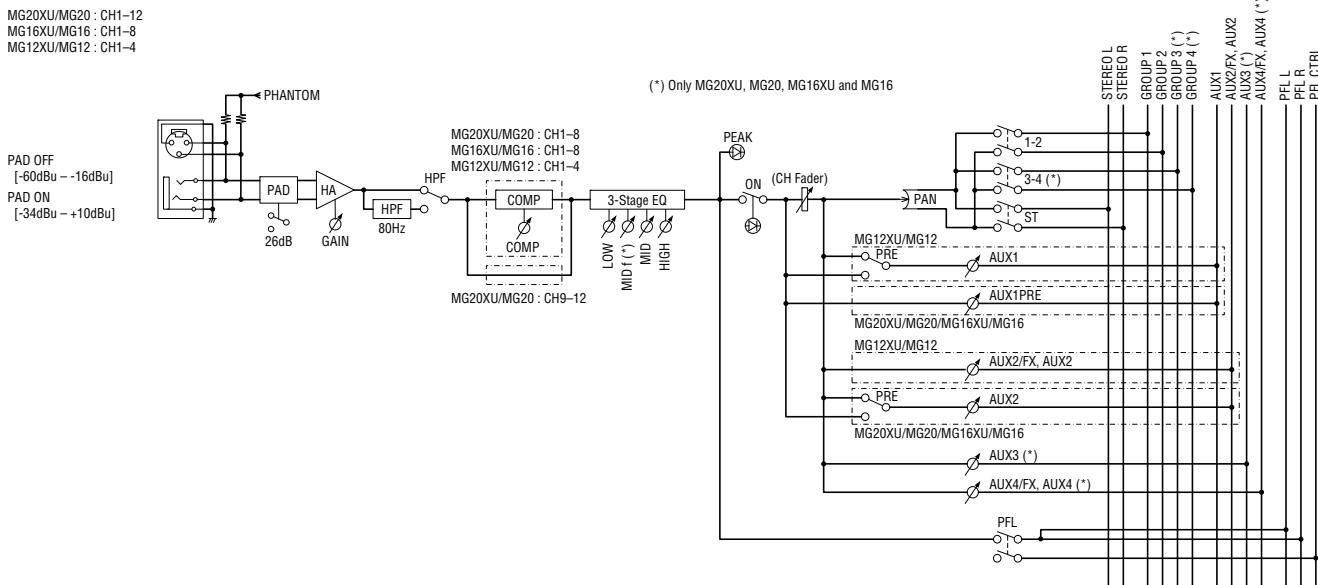 MG20XU/MG20 : CH1–12
MG16XU/MG16 : CH1–8
MG12XU/MG12 : CH1–4
PHANTOM
PAD OFF
[-60dBu – -16dBu]
PAD ON
[-34dBu – +10dBu]
PAD
26dB
HA
GAIN
HPF
HPF
80Hz
MG20XU/MG20 : CH1–8
MG16XU/MG16 : CH1–8
MG12XU/MG12 : CH1–4
COMP
COMP
MG20XU/MG20 : CH9–12
3-Stage EQ
LOW
MID f (*)
MID
HIGH
(*) Only MG20XU, MG20, MG16XU and MG16
PEAK
ON
(CH Fader)
PAN
1-2
3-4 (*)
ST
STEREO L
STEREO R
GROUP 1
GROUP 2
GROUP 3 (*)
GROUP 4 (*)
AUX1
AUX2/FX, AUX2
AUX3 (*)
AUX4/FX, AUX4 (*)
PFL L
PFL R
PFL CTRL
MG12XU/MG12
PRE
AUX1
AUX1PRE
MG20XU/MG20/MG16XU/MG16
MG12XU/MG12
AUX2/FX, AUX2
PRE
AUX2
MG20XU/MG20/MG16XU/MG16
AUX3 (*)
AUX4/FX, AUX4 (*)
PFL